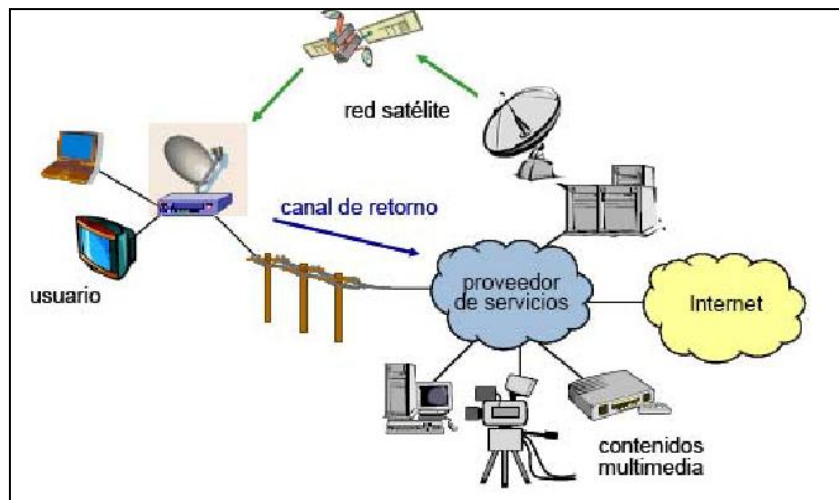 red satélite
canal de retorno
usuario
proveedor
de servicios
Internet
contenidos
multimedia